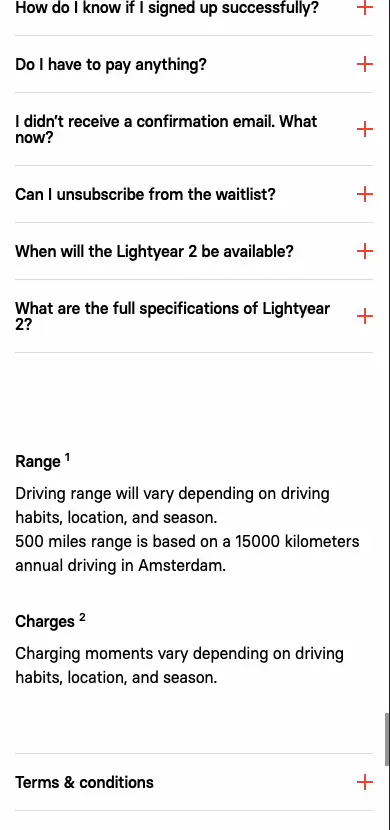 How do I know if I signed up successfully?
Do I have to pay anything?
I didn’t receive a confirmation email. What
now?
Can I unsubscribe from the waitlist?
When will the Lightyear 2 be available?
What are the full specifications of Lightyear
2?
Range 1
Driving range will vary depending on driving
habits, location, and season.
500 miles range is based on a 15000 kilometers
annual driving in Amsterdam.
Charges 2
Charging moments vary depending on driving
habits, location, and season.
Terms & conditions